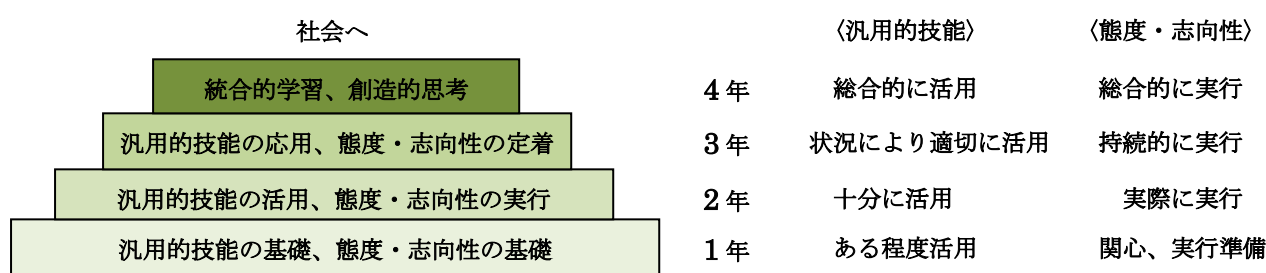 社会へ 〈汎用的技能〉 〈態度・志向性〉
統合的学習、創造的思考 4年 総合的に活用 総合的に実行
汎用的技能の応用、態度・志向性の定着 3年 状況により適切に活用 持続的に実行
汎用的技能の活用、態度・志向性の実行 2年 十分に活用 実際に実行
汎用的技能の基礎、態度・志向性の基礎 1年 ある程度活用 関心、実行準備